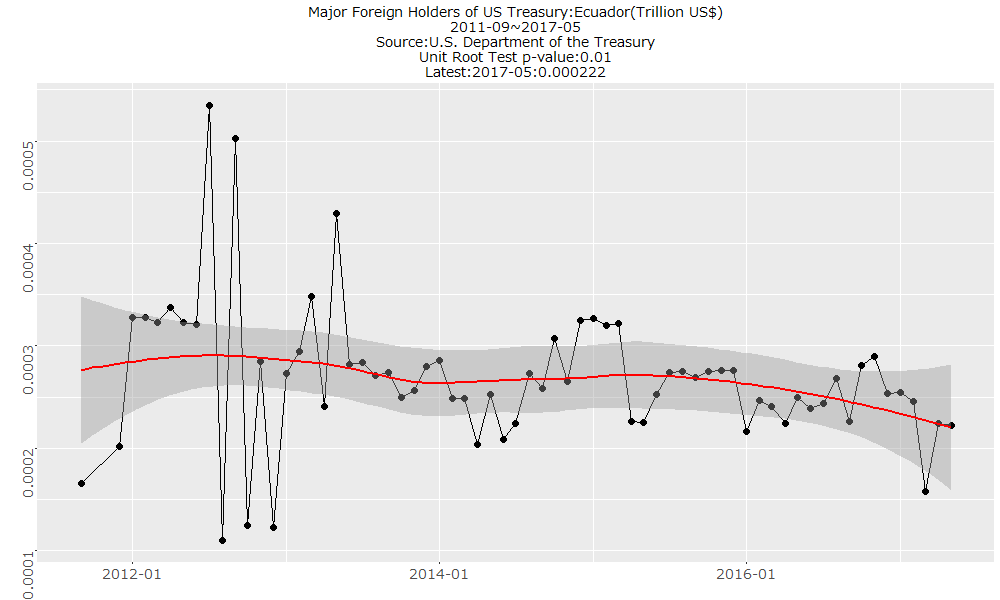 Major Foreign Holders of US Treasury:Ecuador(Trillion US$)
2011-09~2017-05
Source:U.S. Department of the Treasury
Unit Root Test p-value:0.01
Latest:2017-05:0.000222
0.0005
0.0004
0.0003
0.0002
0.0001
2012-01
2014-01
2016-01